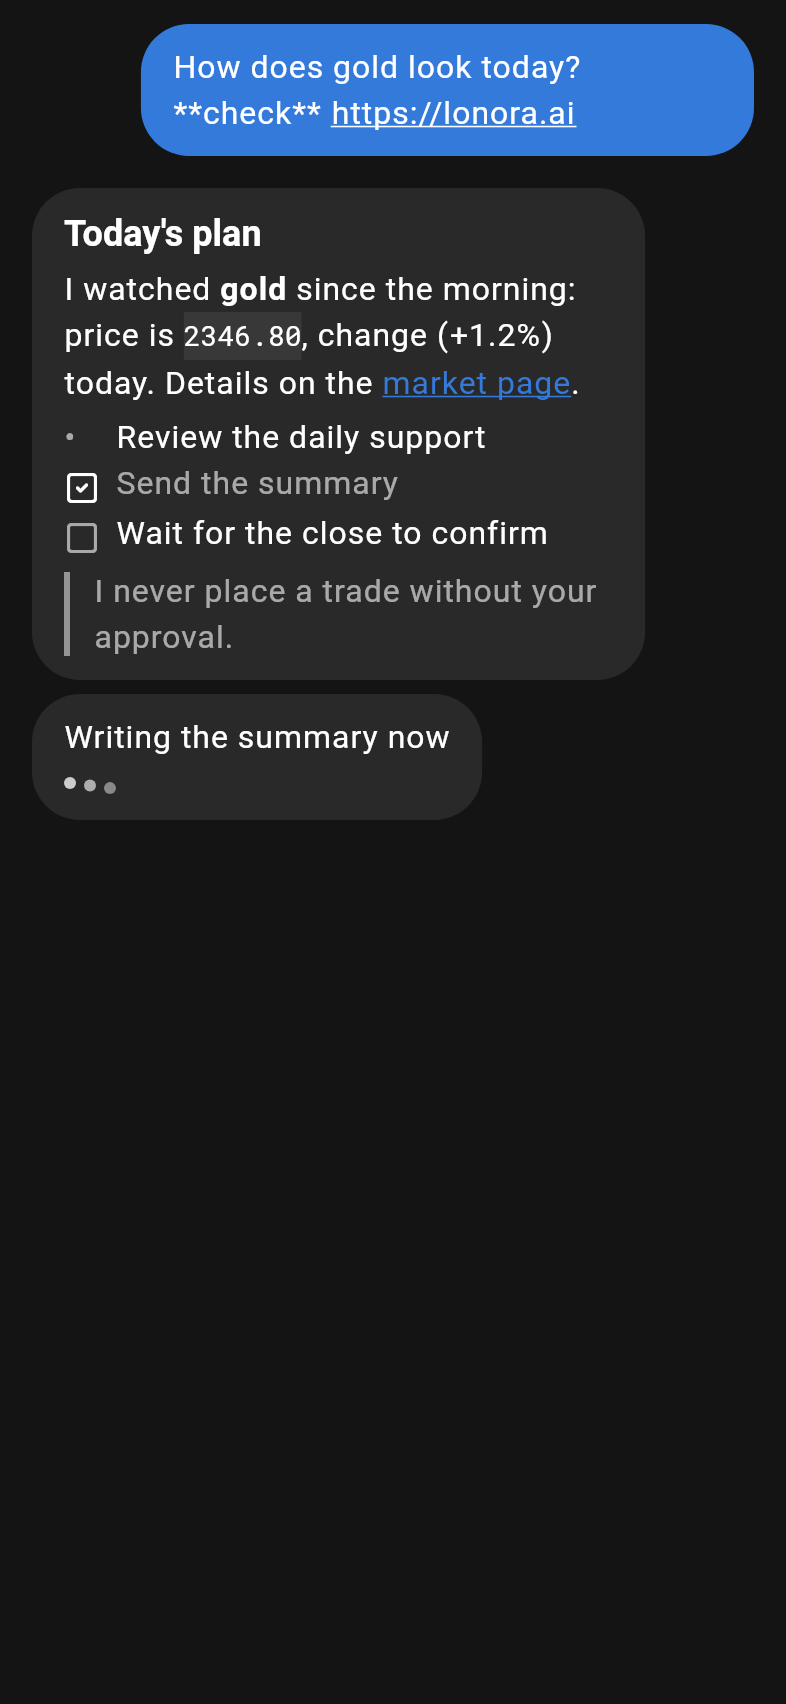 How does gold look today?
**check** https://lonora.ai
Today's plan
I watched gold since the morning:
price is 2346.80, change (+1.2%)
today. Details on the market page.
• Review the daily support
Send the summary
Wait for the close to confirm
I never place a trade without your
approval.
Writing the summary now